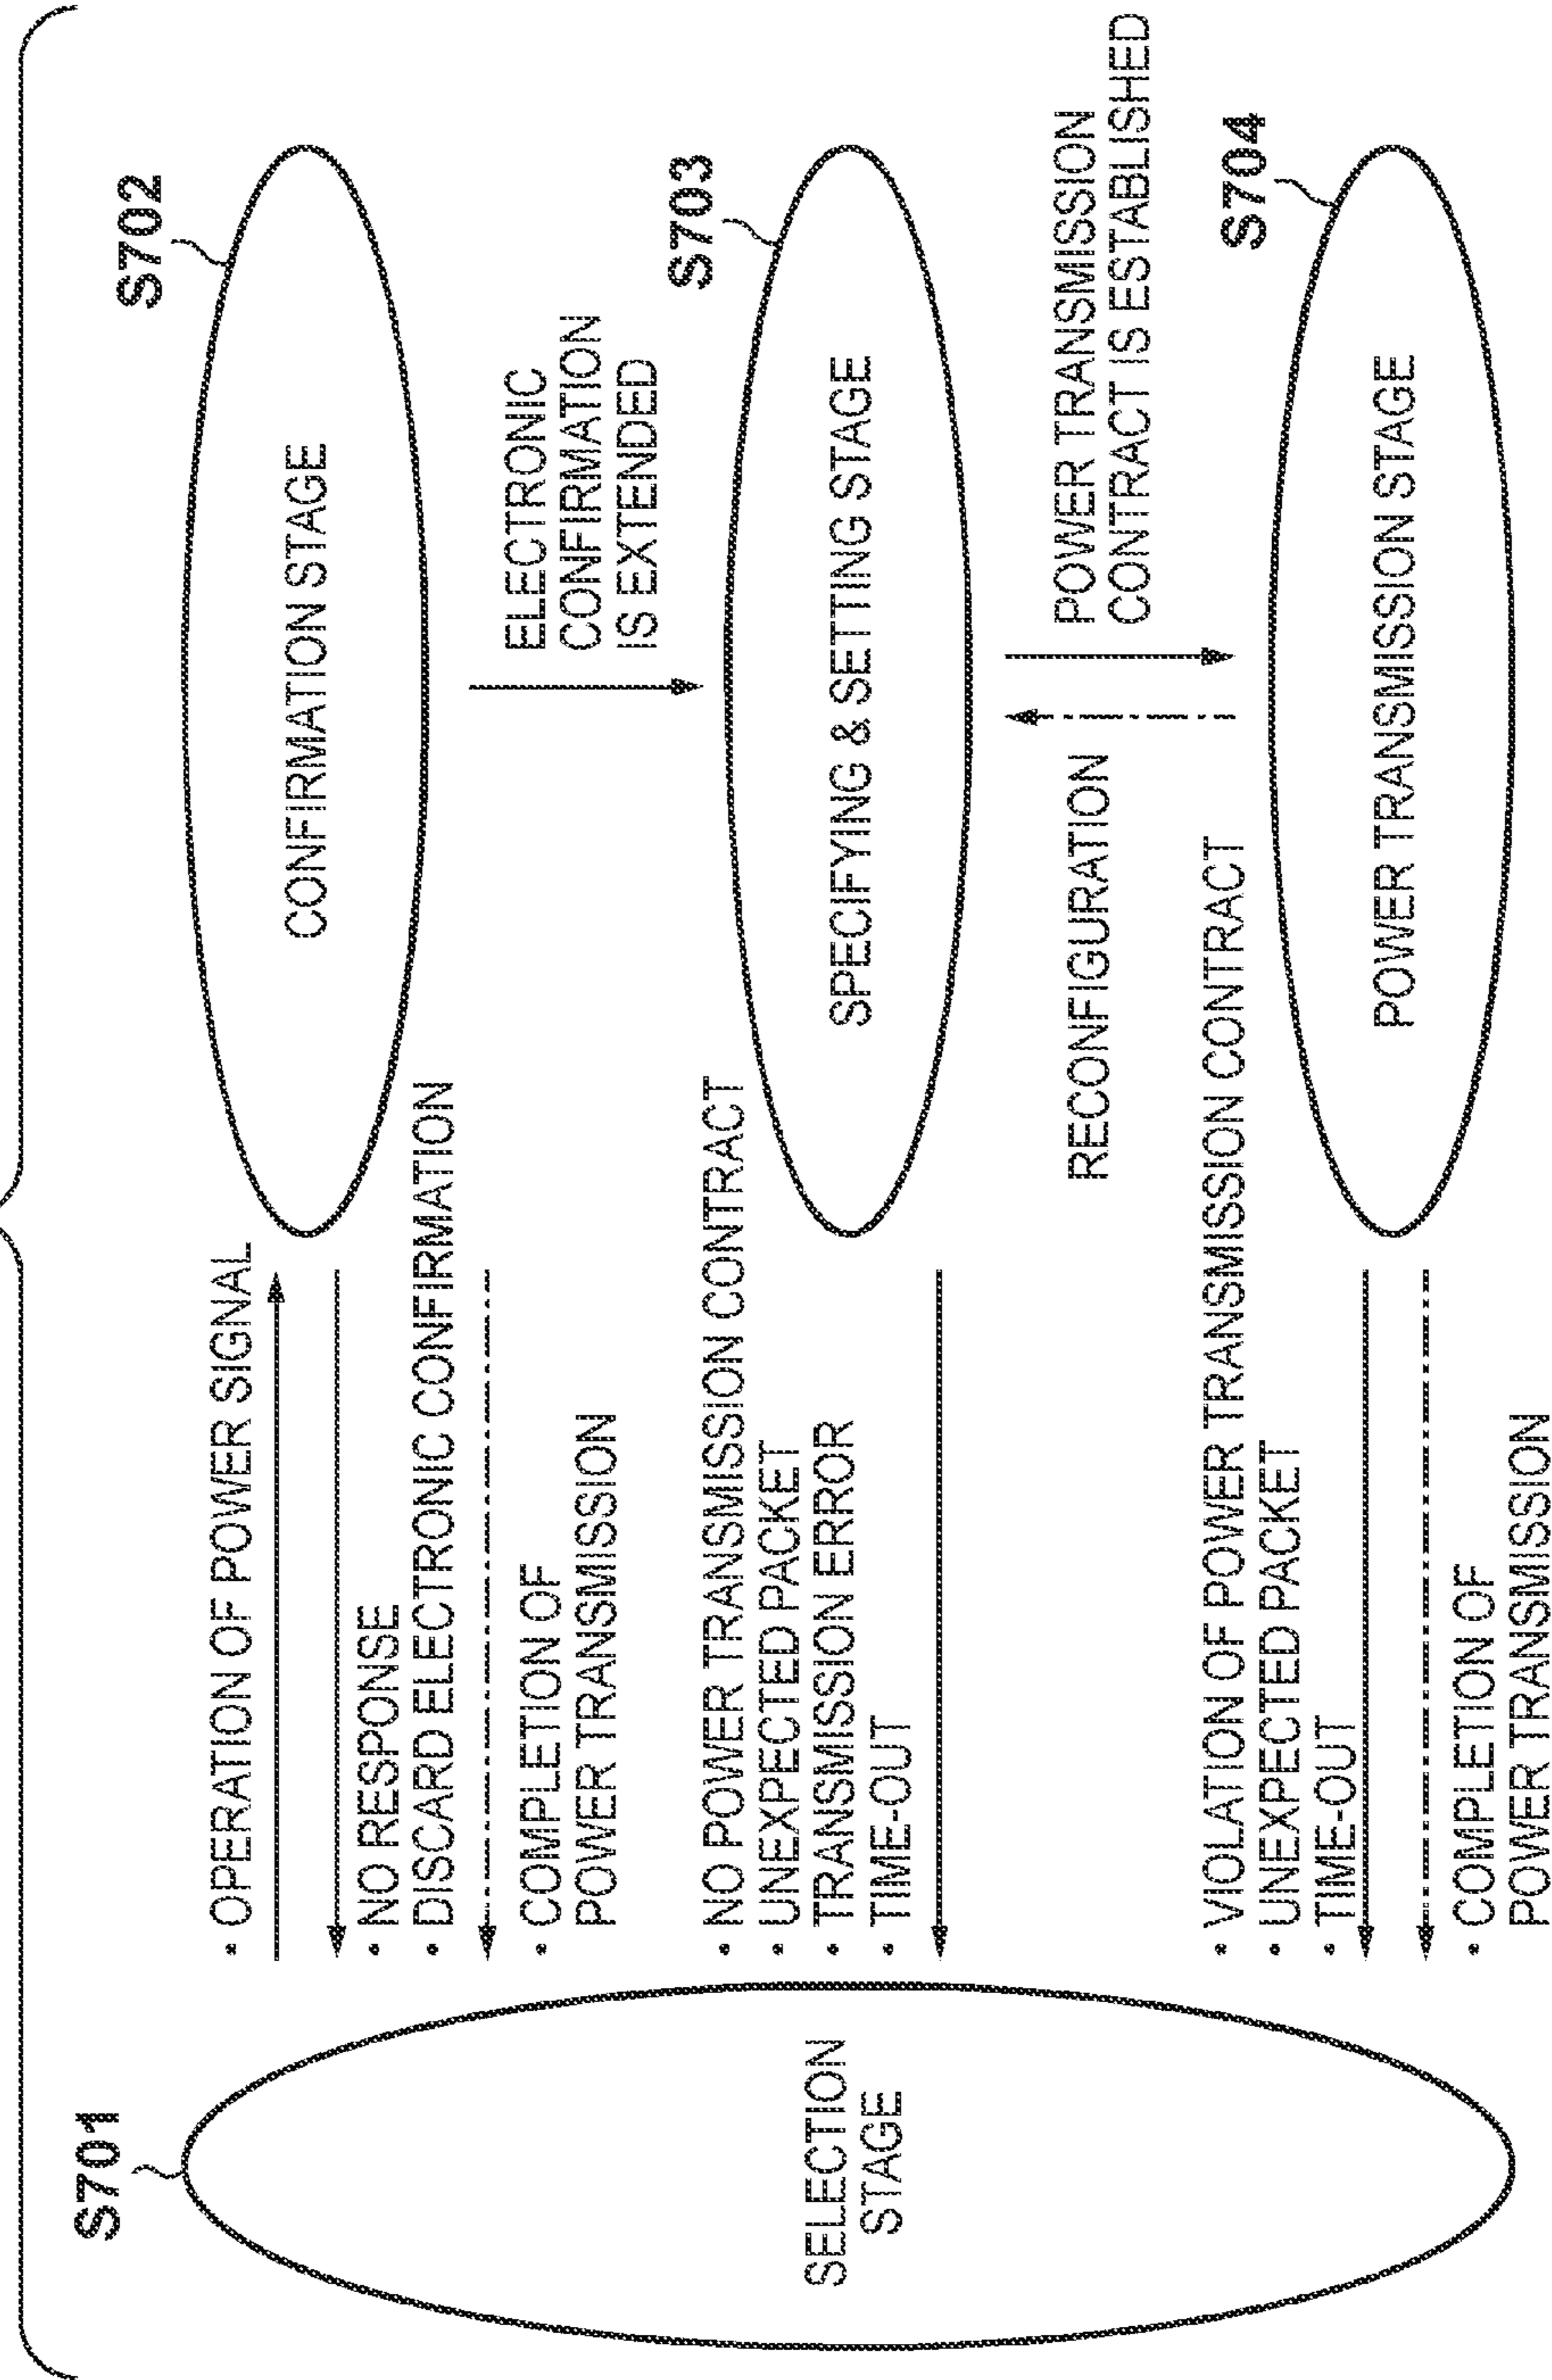 S701
SELECTION
STAGE
• OPERATION OF POWER SIGNAL
• NO RESPONSE
• DISCARD ELECTRONIC CONFIRMATION
• COMPLETION OF
POWER TRANSMISSION
S702
CONFIRMATION STAGE
ELECTRONIC
CONFIRMATION
IS EXTENDED
• NO POWER TRANSMISSION CONTRACT
• UNEXPECTED PACKET
• TRANSMISSION ERROR
• TIME-OUT
S703
SPECIFYING & SETTING STAGE
RECONFIGURATION
POWER TRANSMISSION
CONTRACT IS ESTABLISHED
• VIOLATION OF POWER TRANSMISSION CONTRACT
• UNEXPECTED PACKET
• TIME-OUT
• COMPLETION OF
POWER TRANSMISSION
S704
POWER TRANSMISSION STAGE